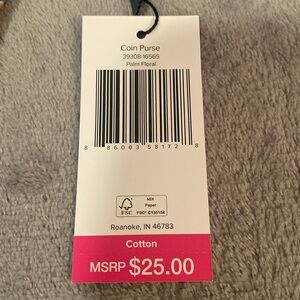 Coin Purse
39308-16565
Palm Floral
8 86003 58172 8
FSC
MIX
Paper
FSC® C135154
Roanoke, IN 46783
Cotton
MSRP $25.00